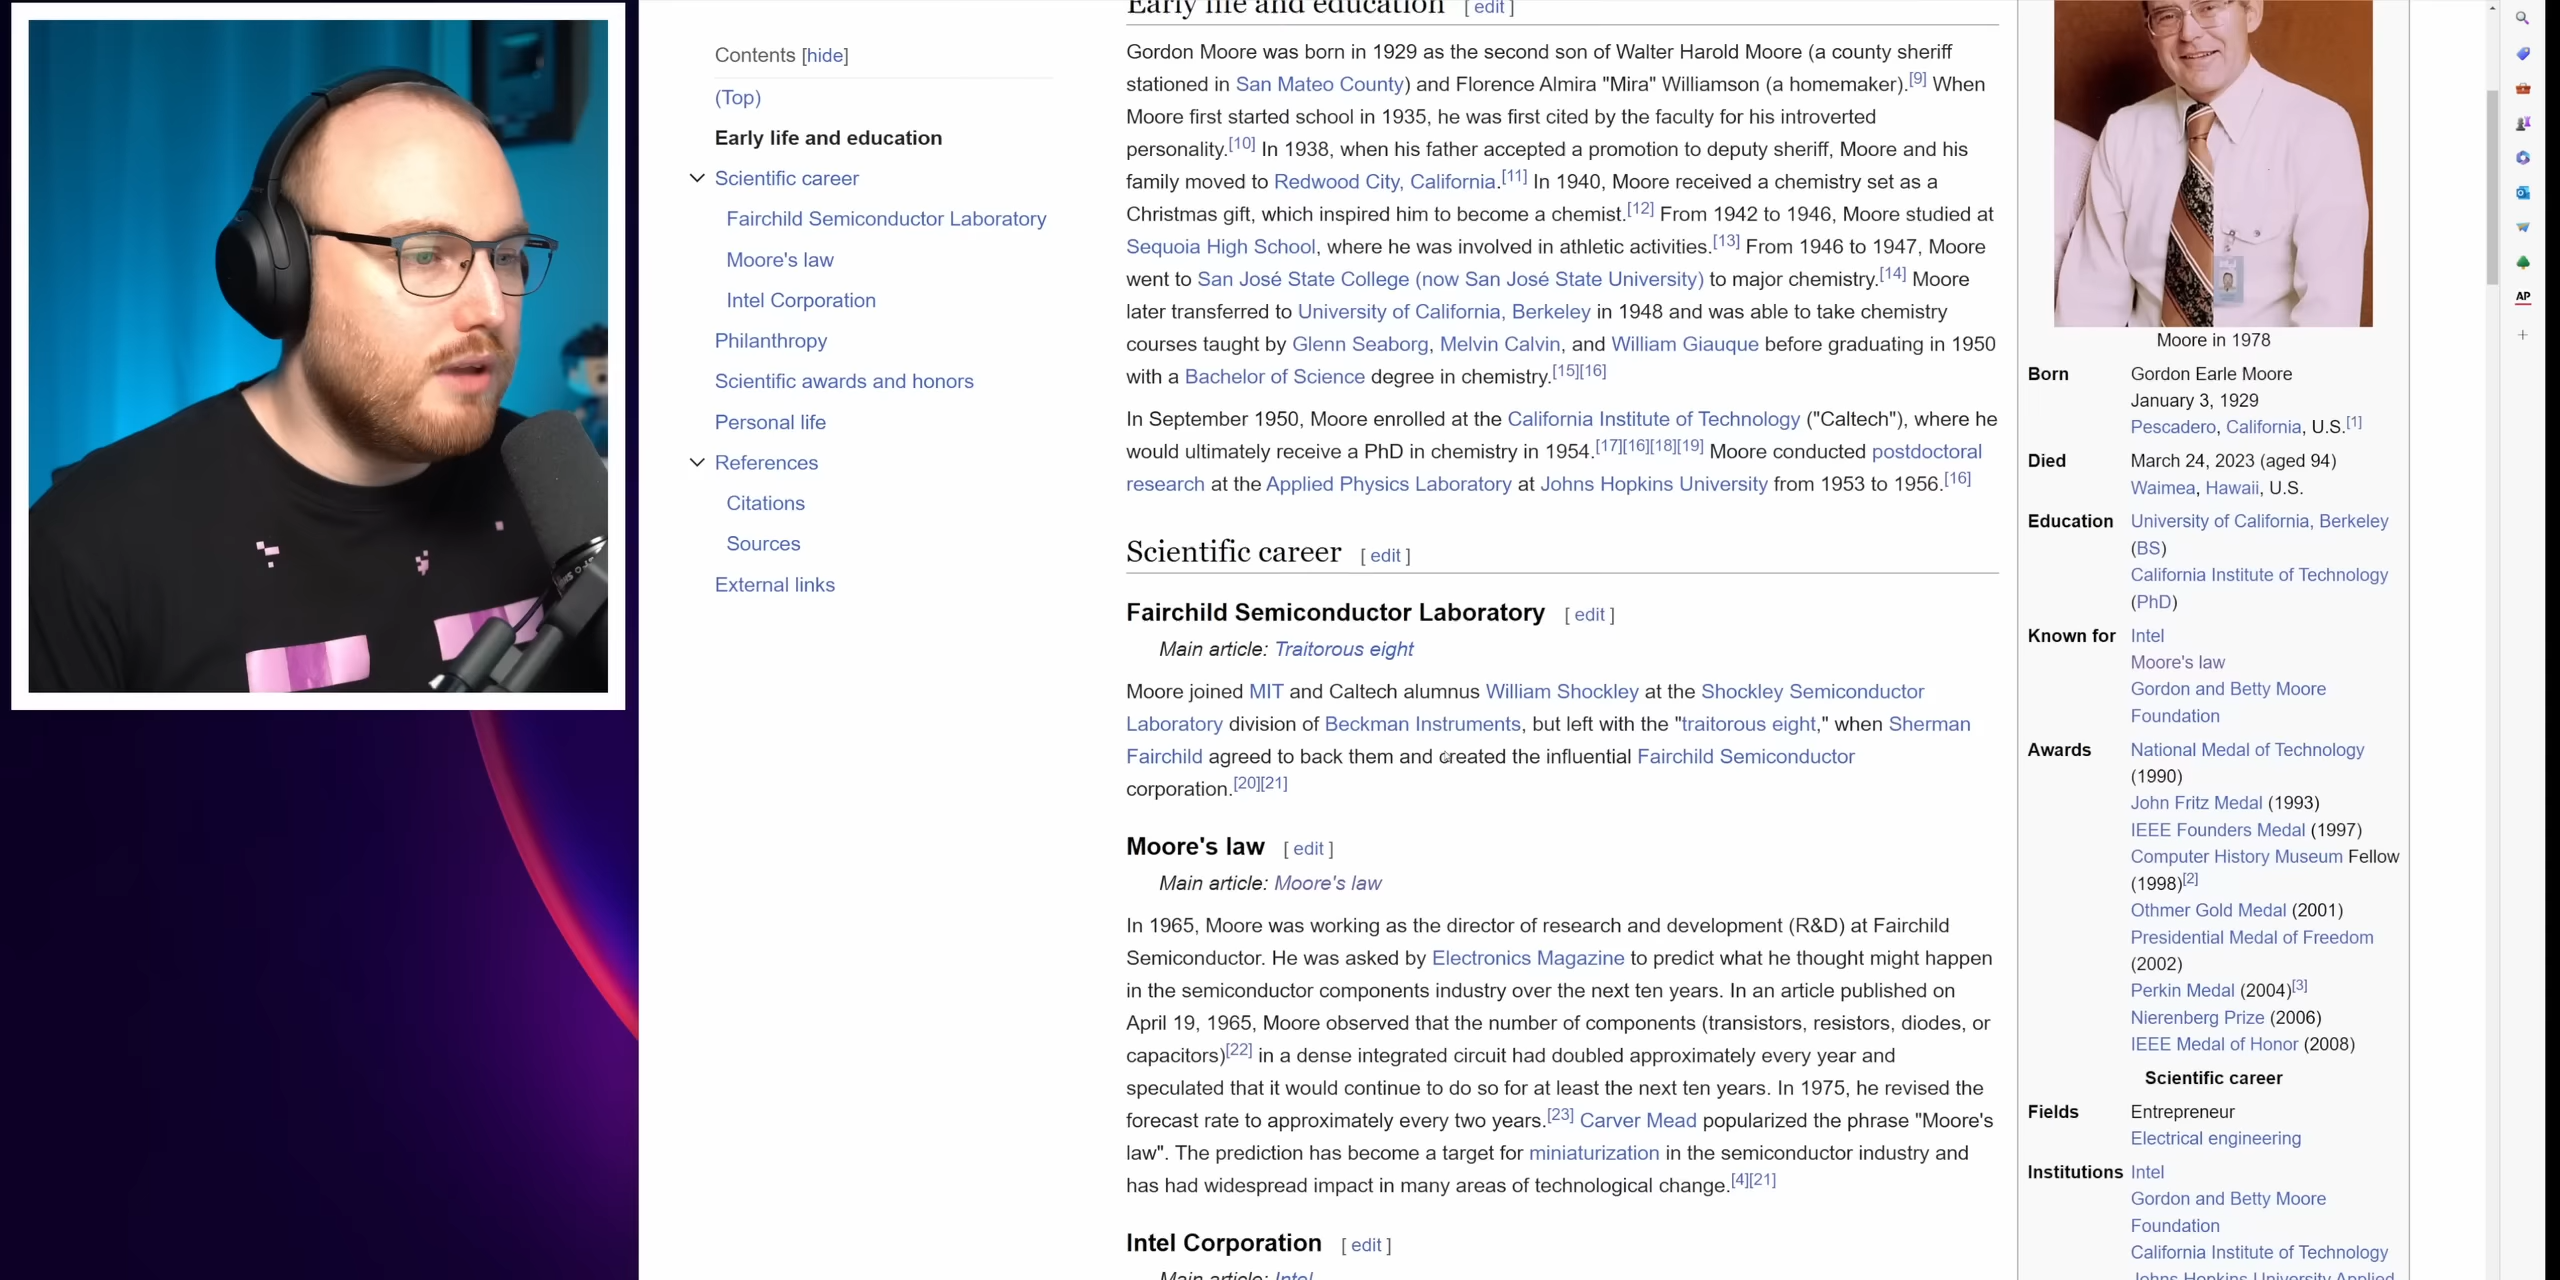 Contents [hide]
(Top)
Early life and education
Scientific career
Fairchild Semiconductor Laboratory
Moore's law
Intel Corporation
Philanthropy
Scientific awards and honors
Personal life
References
Citations
Sources
External links
Early life and education [ edit ]
Gordon Moore was born in 1929 as the second son of Walter Harold Moore (a county sheriff
stationed in San Mateo County) and Florence Almira "Mira" Williamson (a homemaker).[9] When
Moore first started school in 1935, he was first cited by the faculty for his introverted
personality.[10] In 1938, when his father accepted a promotion to deputy sheriff, Moore and his
family moved to Redwood City, California.[11] In 1940, Moore received a chemistry set as a
Christmas gift, which inspired him to become a chemist.[12] From 1942 to 1946, Moore studied at
Sequoia High School, where he was involved in athletic activities.[13] From 1946 to 1947, Moore
went to San José State College (now San José State University) to major chemistry.[14] Moore
later transferred to University of California, Berkeley in 1948 and was able to take chemistry
courses taught by Glenn Seaborg, Melvin Calvin, and William Giauque before graduating in 1950
with a Bachelor of Science degree in chemistry.[15][16]
In September 1950, Moore enrolled at the California Institute of Technology ("Caltech"), where he
would ultimately receive a PhD in chemistry in 1954.[17][16][18][19] Moore conducted postdoctoral
research at the Applied Physics Laboratory at Johns Hopkins University from 1953 to 1956.[16]
Scientific career [ edit ]
Fairchild Semiconductor Laboratory [ edit ]
Main article: Traitorous eight
Moore joined MIT and Caltech alumnus William Shockley at the Shockley Semiconductor
Laboratory division of Beckman Instruments, but left with the "traitorous eight," when Sherman
Fairchild agreed to back them and created the influential Fairchild Semiconductor
corporation.[20][21]
Moore's law [ edit ]
Main article: Moore's law
In 1965, Moore was working as the director of research and development (R&D) at Fairchild
Semiconductor. He was asked by Electronics Magazine to predict what he thought might happen
in the semiconductor components industry over the next ten years. In an article published on
April 19, 1965, Moore observed that the number of components (transistors, resistors, diodes, or
capacitors)[22] in a dense integrated circuit had doubled approximately every year and
speculated that it would continue to do so for at least the next ten years. In 1975, he revised the
forecast rate to approximately every two years.[23] Carver Mead popularized the phrase "Moore's
law". The prediction has become a target for miniaturization in the semiconductor industry and
has had widespread impact in many areas of technological change.[4][21]
Intel Corporation [ edit ]
Main article: Intel
Moore in 1978
Born Gordon Earle Moore
January 3, 1929
Pescadero, California, U.S.[1]
Died March 24, 2023 (aged 94)
Waimea, Hawaii, U.S.
Education University of California, Berkeley
(BS)
California Institute of Technology
(PhD)
Known for Intel
Moore's law
Gordon and Betty Moore
Foundation
Awards National Medal of Technology
(1990)
John Fritz Medal (1993)
IEEE Founders Medal (1997)
Computer History Museum Fellow
(1998)[2]
Othmer Gold Medal (2001)
Presidential Medal of Freedom
(2002)
Perkin Medal (2004)[3]
Nierenberg Prize (2006)
IEEE Medal of Honor (2008)
Scientific career
Fields Entrepreneur
Electrical engineering
Institutions Intel
Gordon and Betty Moore
Foundation
California Institute of Technology
Johns Hopkins University Applied
AP